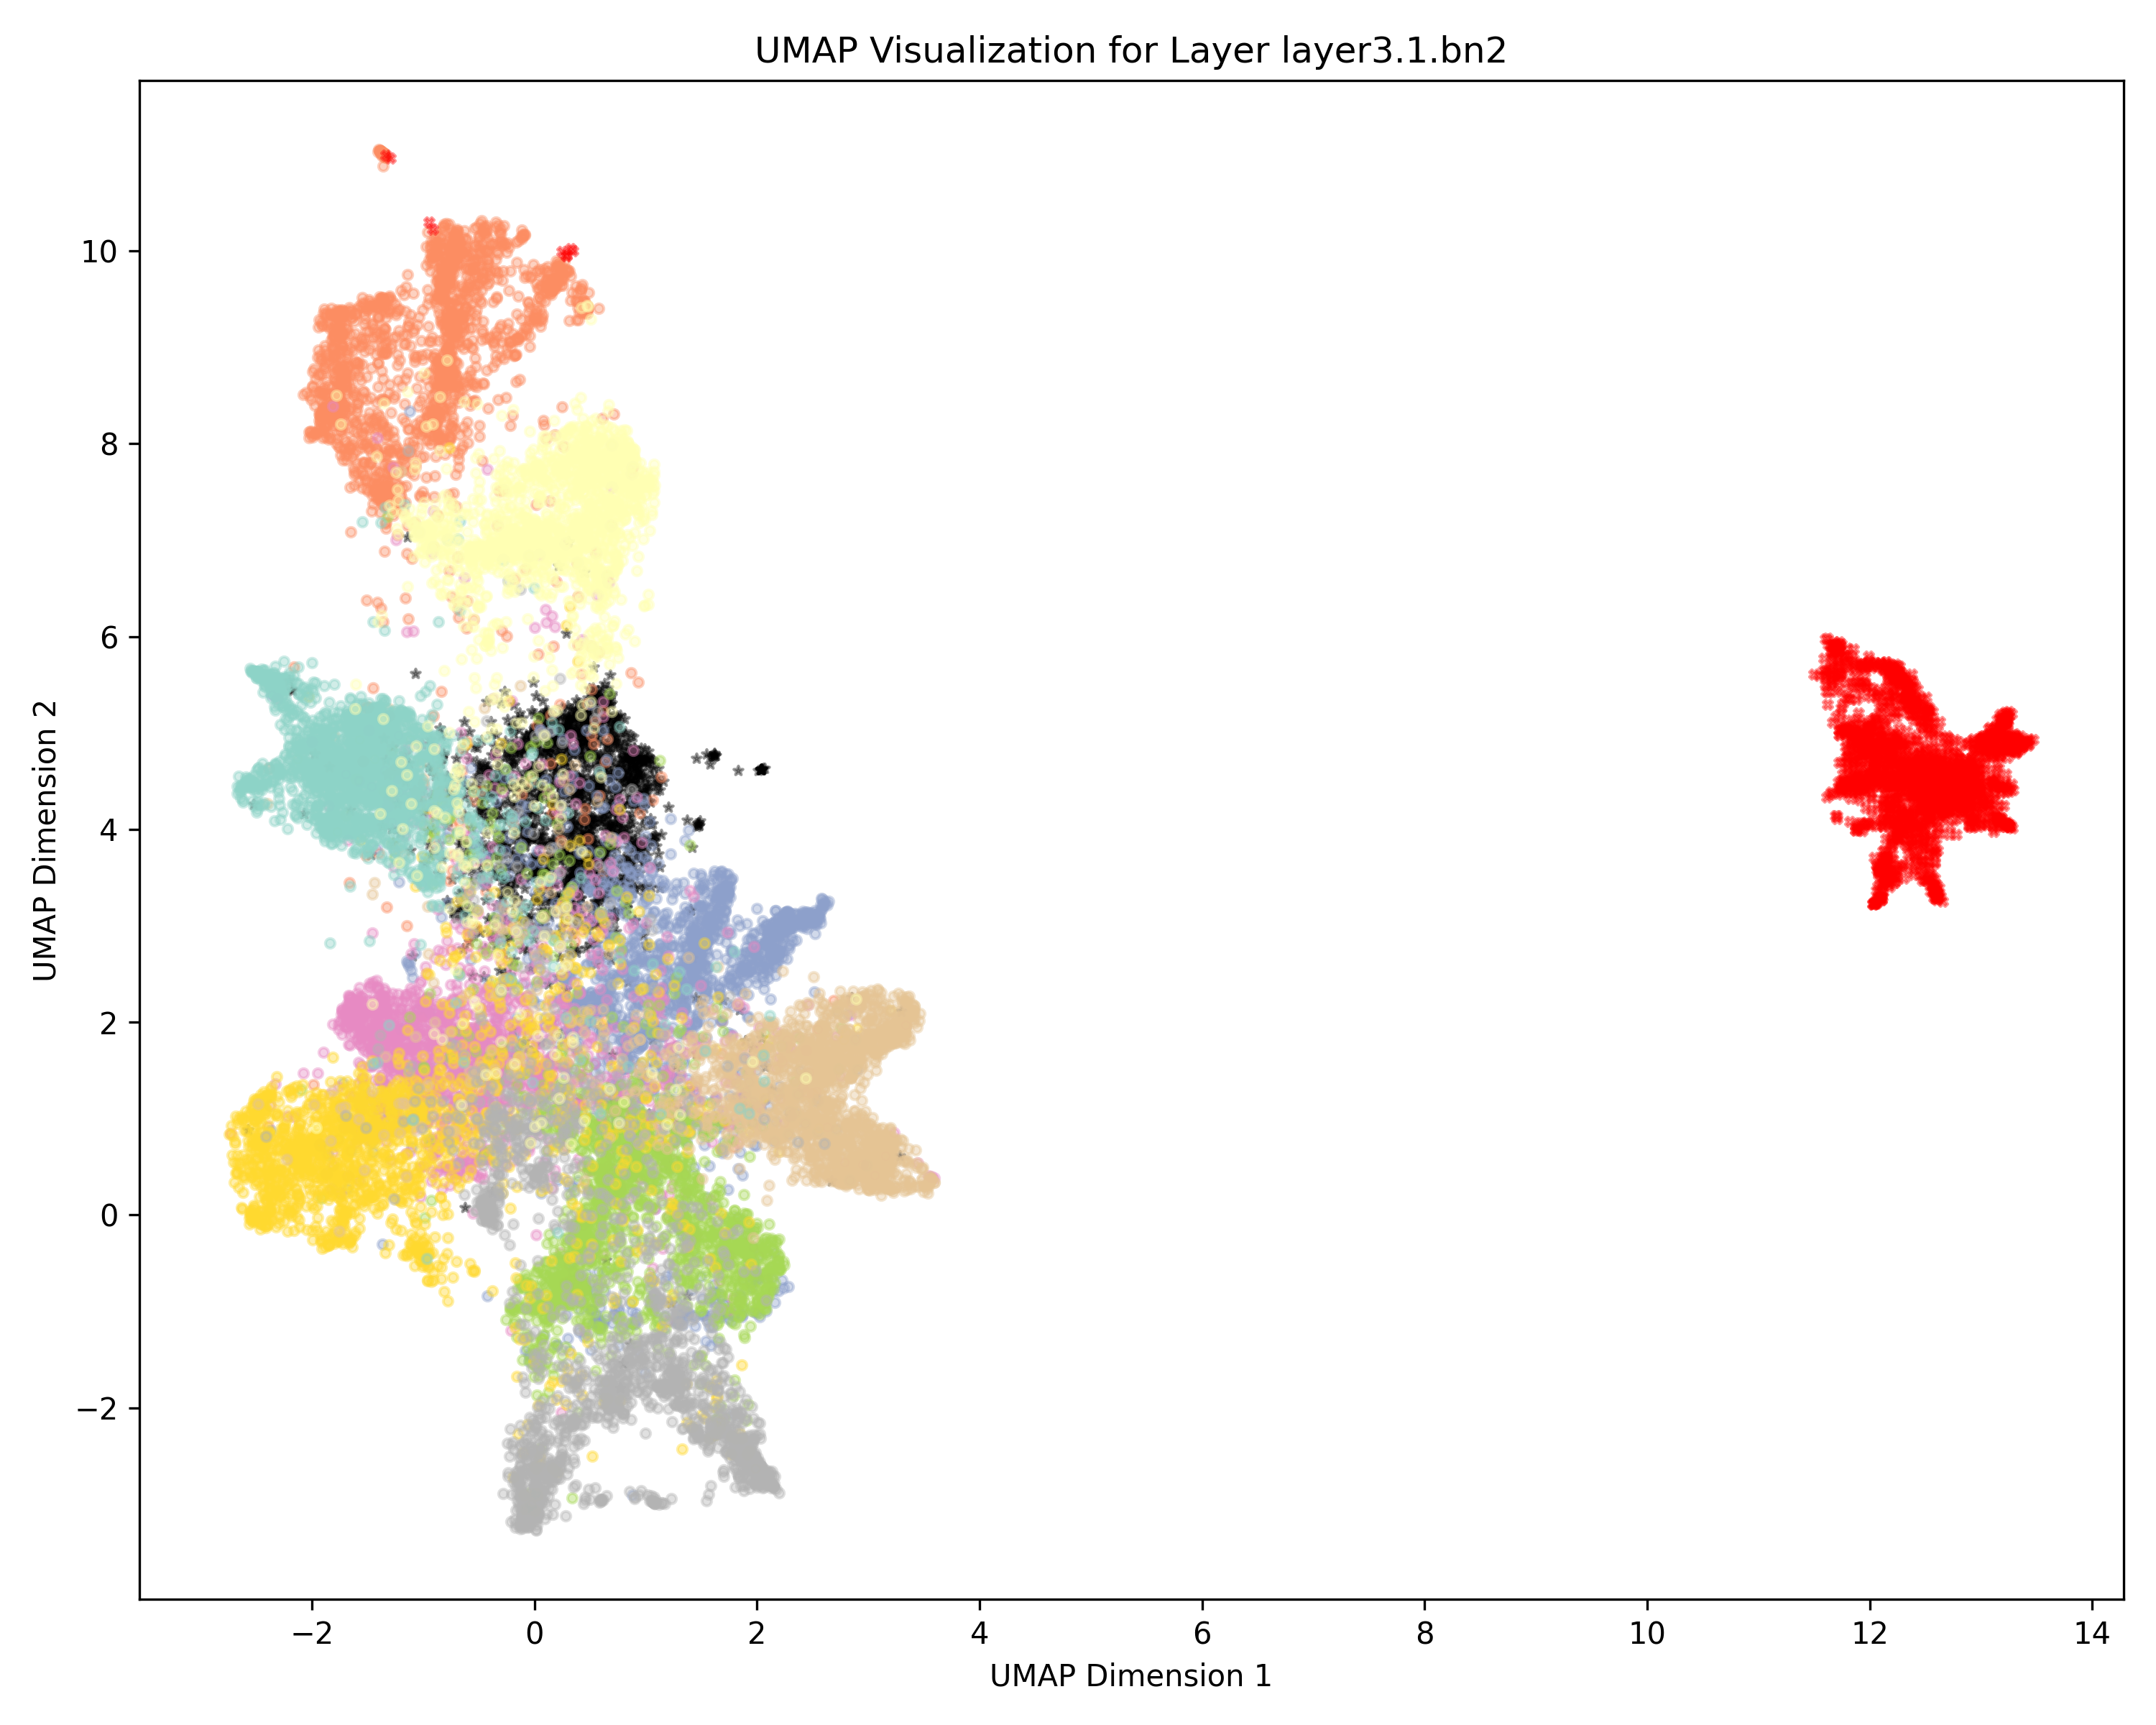 UMAP Visualization for Layer layer3.1.bn2
10
8
6
4
2
0
−2
UMAP Dimension 2
−2 0 2 4 6 8 10 12 14
UMAP Dimension 1